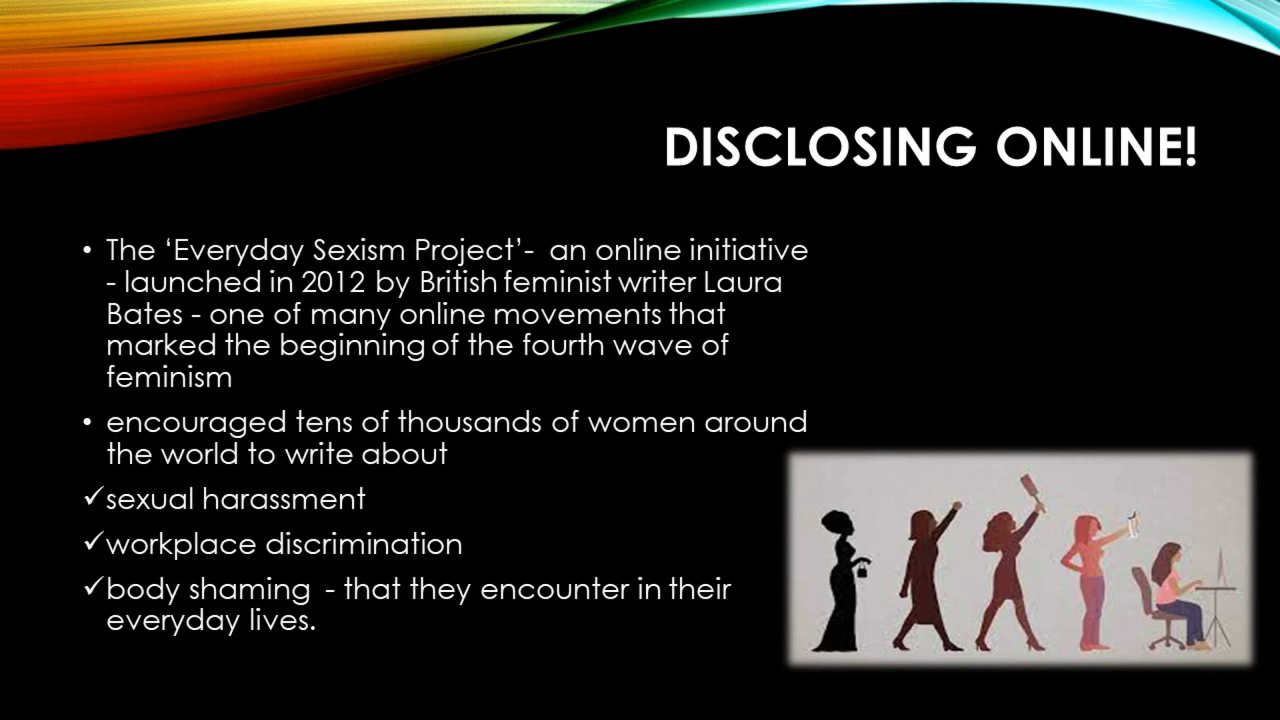 DISCLOSING ONLINE!
• The ‘Everyday Sexism Project’-  an online initiative
- launched in 2012 by British feminist writer Laura
Bates - one of many online movements that
marked the beginning of the fourth wave of
feminism
• encouraged tens of thousands of women around
the world to write about
✓sexual harassment
✓workplace discrimination
✓body shaming  - that they encounter in their
everyday lives.